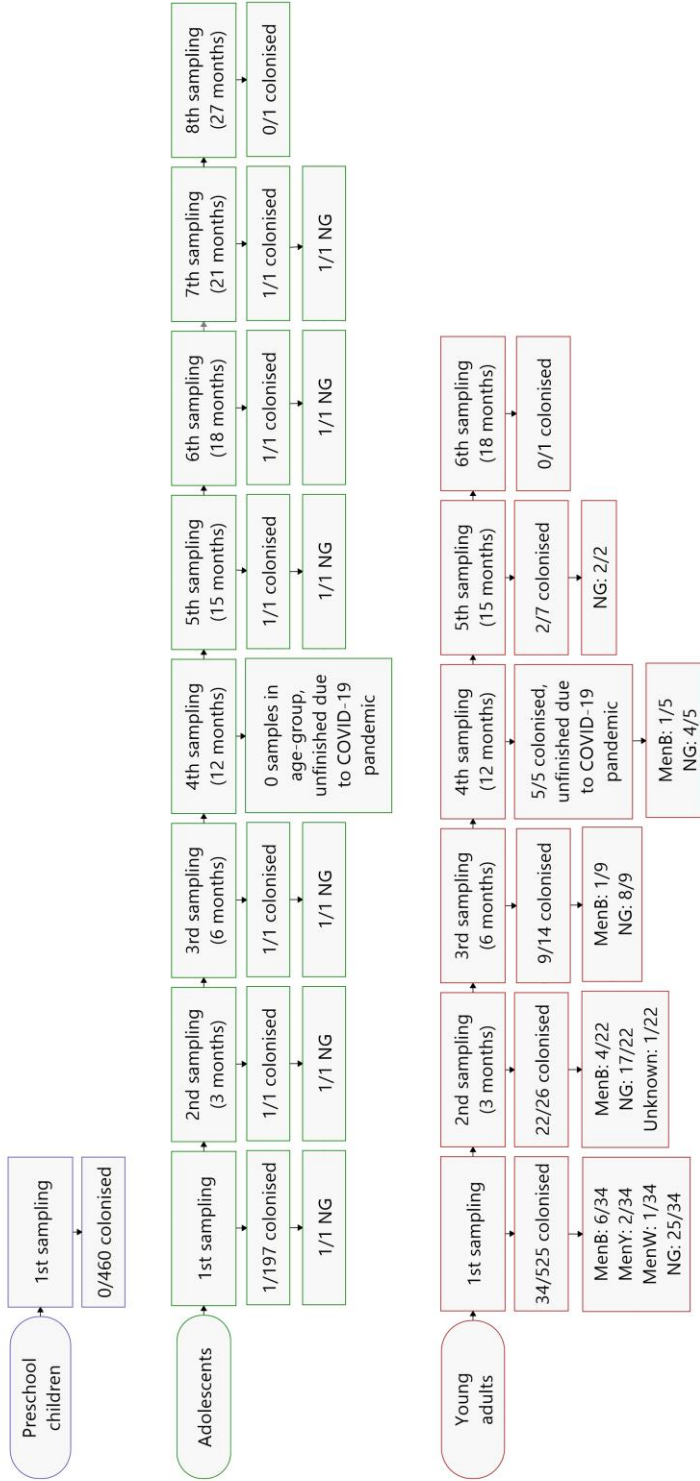 Preschool
children
1st sampling
0/460 colonised
Adolescents
1st sampling
1/197 colonised
1/1 NG
2nd sampling
(3 months)
1/1 colonised
1/1 NG
3rd sampling
(6 months)
1/1 colonised
1/1 NG
4th sampling
(12 months)
0 samples in
age-group,
unfinished due
to COVID-19
pandemic
5th sampling
(15 months)
1/1 colonised
1/1 NG
6th sampling
(18 months)
1/1 colonised
1/1 NG
7th sampling
(21 months)
1/1 colonised
1/1 NG
8th sampling
(27 months)
0/1 colonised
Young
adults
1st sampling
34/525 colonised
MenB: 6/34
MenY: 2/34
MenW: 1/34
NG: 25/34
2nd sampling
(3 months)
22/26 colonised
MenB: 4/22
NG: 17/22
Unknown: 1/22
3rd sampling
(6 months)
9/14 colonised
MenB: 1/9
NG: 8/9
4th sampling
(12 months)
5/5 colonised,
unfinished due
to COVID-19
pandemic
MenB: 1/5
NG: 4/5
5th sampling
(15 months)
2/7 colonised
NG: 2/2
6th sampling
(18 months)
0/1 colonised